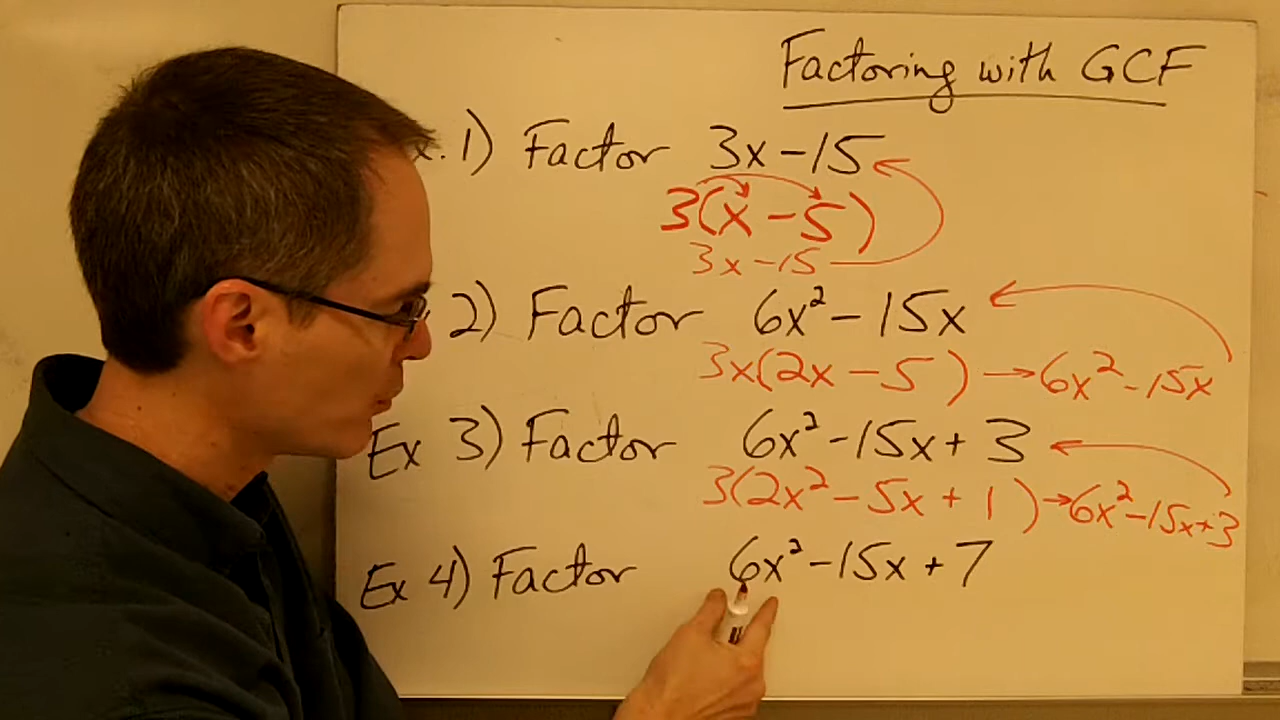 Factoring with GCF
x. 1) Factor 3x - 15
3(x - 5)
3x - 15
2) Factor 6x² - 15x
3x(2x - 5) → 6x² - 15x
Ex 3) Factor 6x² - 15x + 3
3(2x² - 5x + 1) → 6x² - 15x + 3
Ex 4) Factor 6x² - 15x + 7